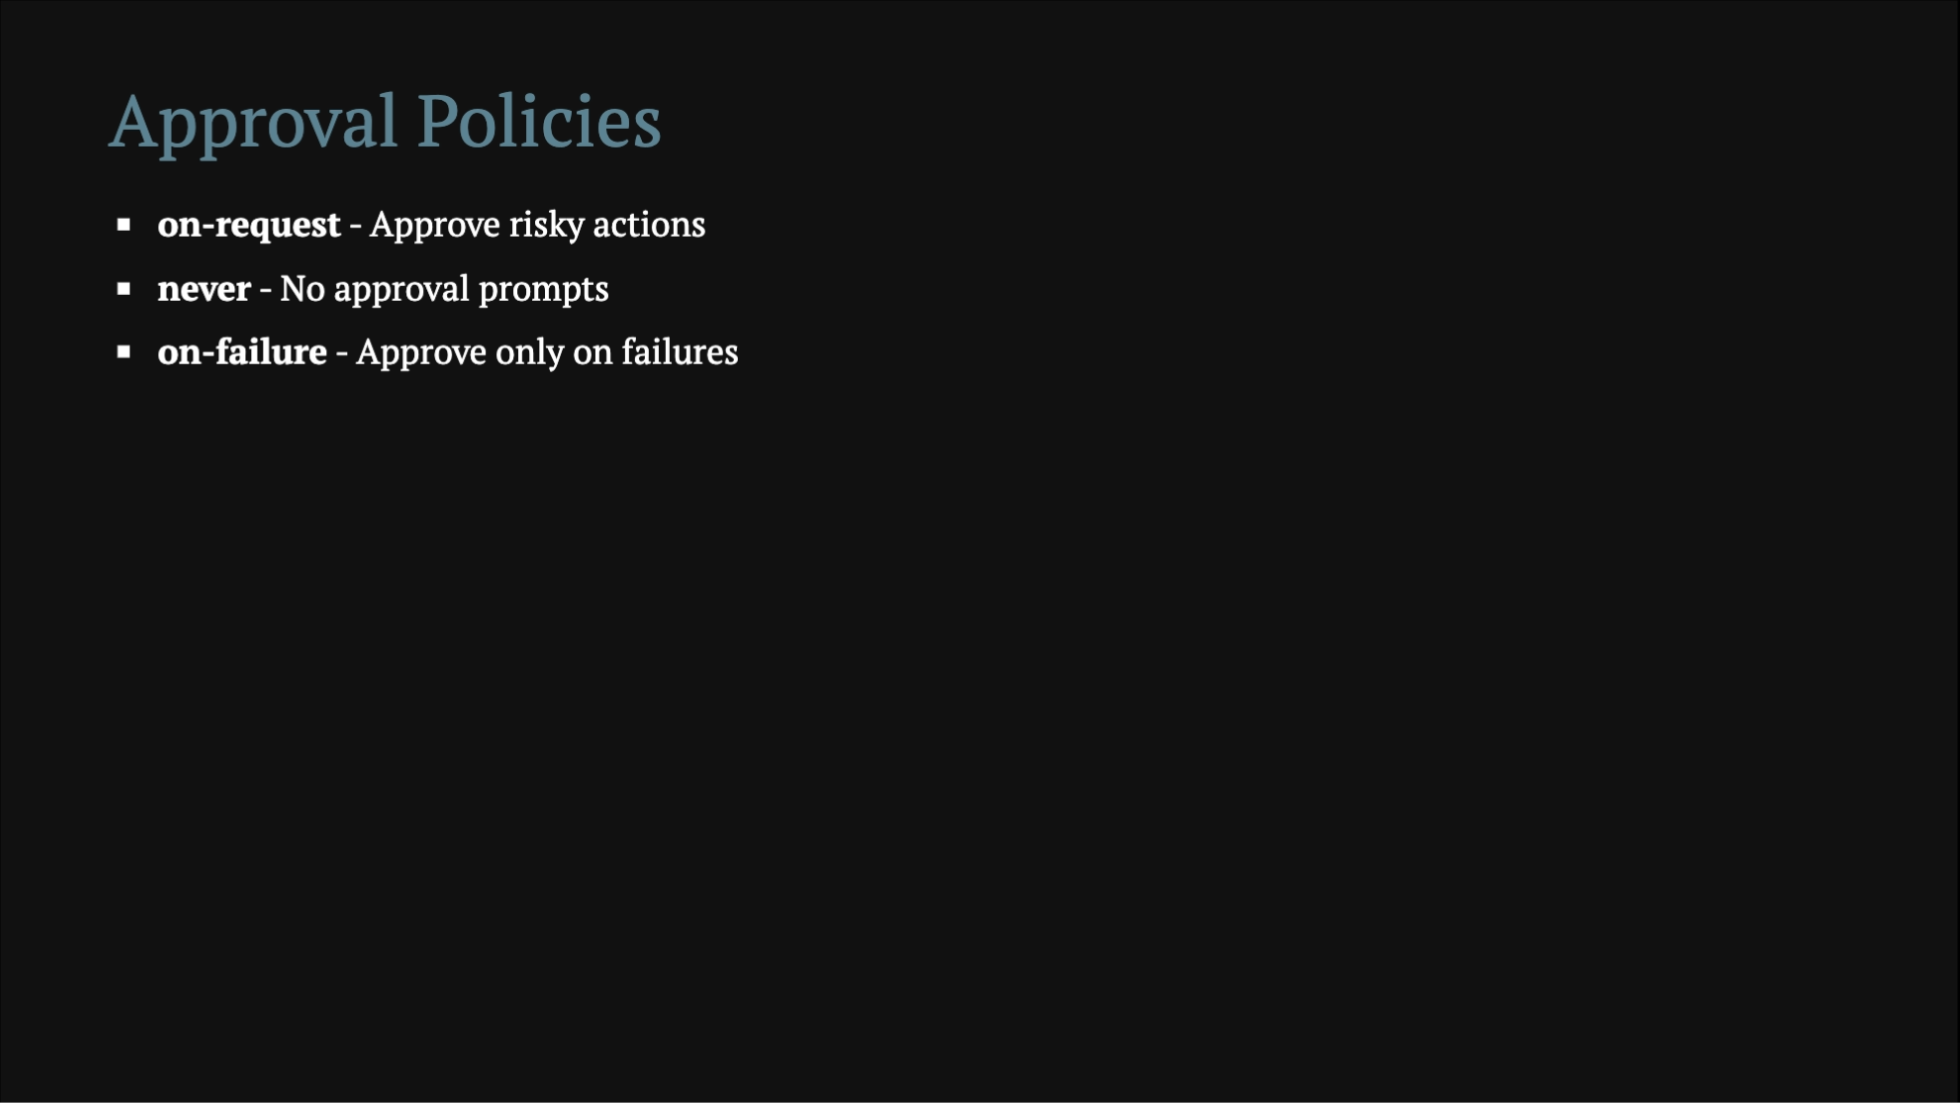 Approval Policies
▪ on-request - Approve risky actions
▪ never - No approval prompts
▪ on-failure - Approve only on failures